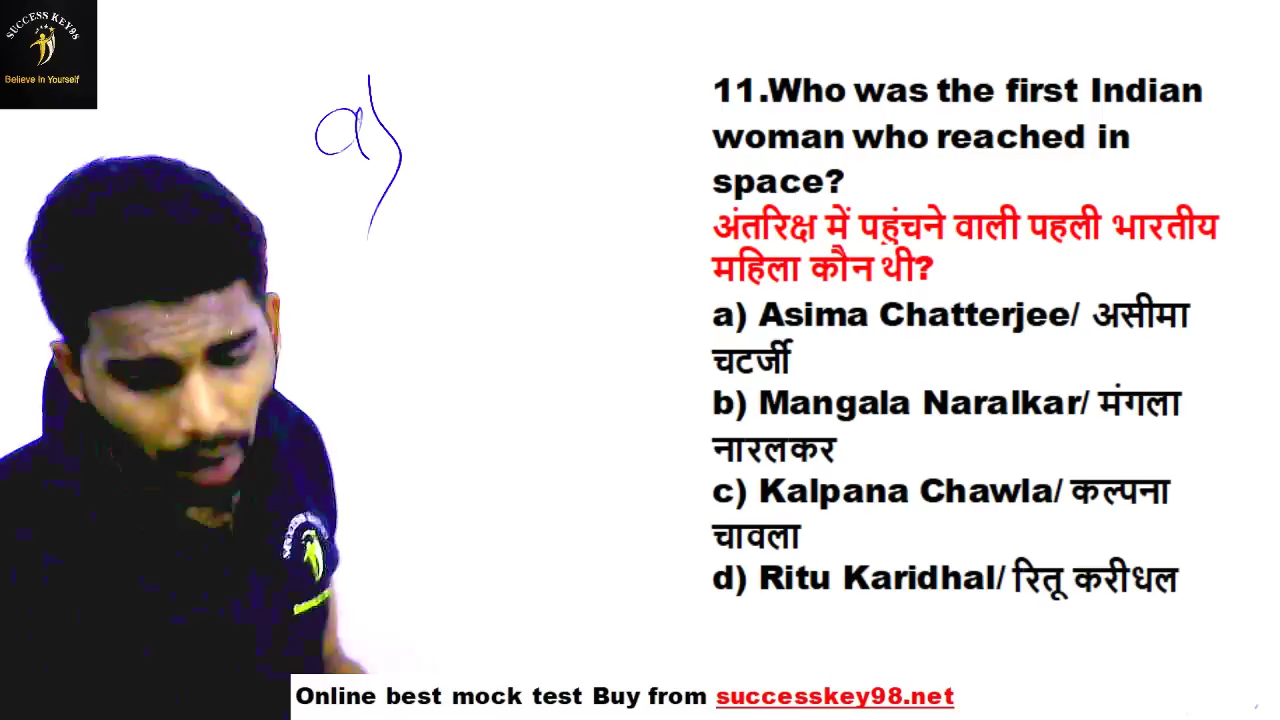 SUCCESS KEY98
Believe In Yourself
a)
11.Who was the first Indian
woman who reached in
space?
अंतरिक्ष में पहुंचने वाली पहली भारतीय
महिला कौन थी?
a) Asima Chatterjee/ असीमा
चटर्जी
b) Mangala Naralkar/ मंगला
नारलकर
c) Kalpana Chawla/ कल्पना
चावला
d) Ritu Karidhal/ रितू करीधल
Online best mock test Buy from successkey98.net